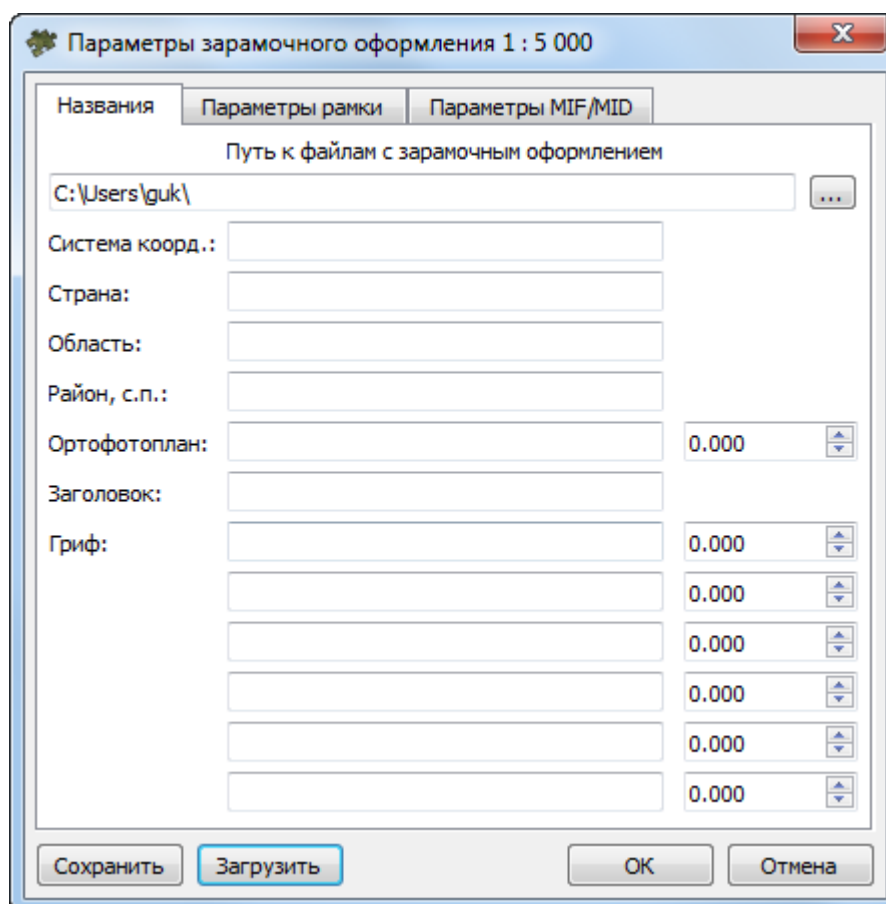 Параметры зарамочного оформления 1 : 5 000
Названия Параметры рамки Параметры MIF/MID
Путь к файлам с зарамочным оформлением
C:\Users\guk\ ...
Система коорд.:
Страна:
Область:
Район, с.п.:
Ортофотоплан: 0.000
Заголовок:
Гриф: 0.000
0.000
0.000
0.000
0.000
0.000
Сохранить Загрузить OK Отмена